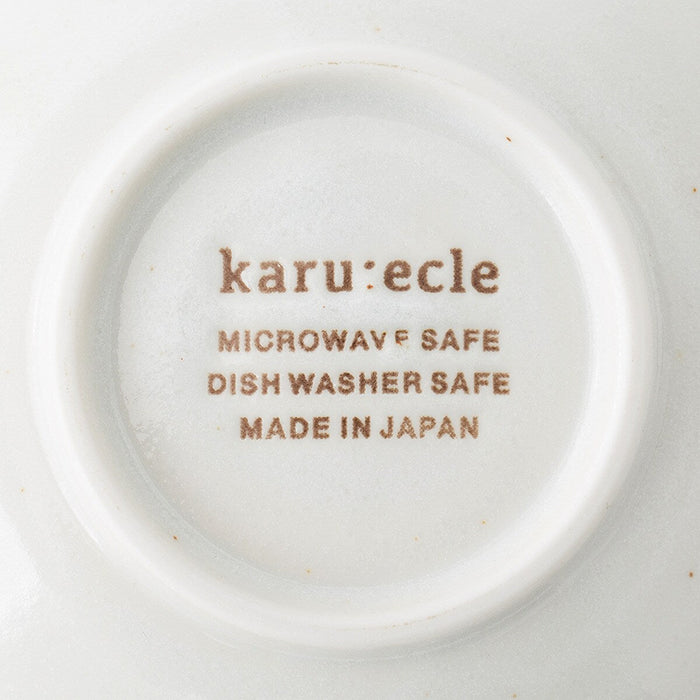 karu:ecle
MICROWAVE SAFE
DISH WASHER SAFE
MADE IN JAPAN